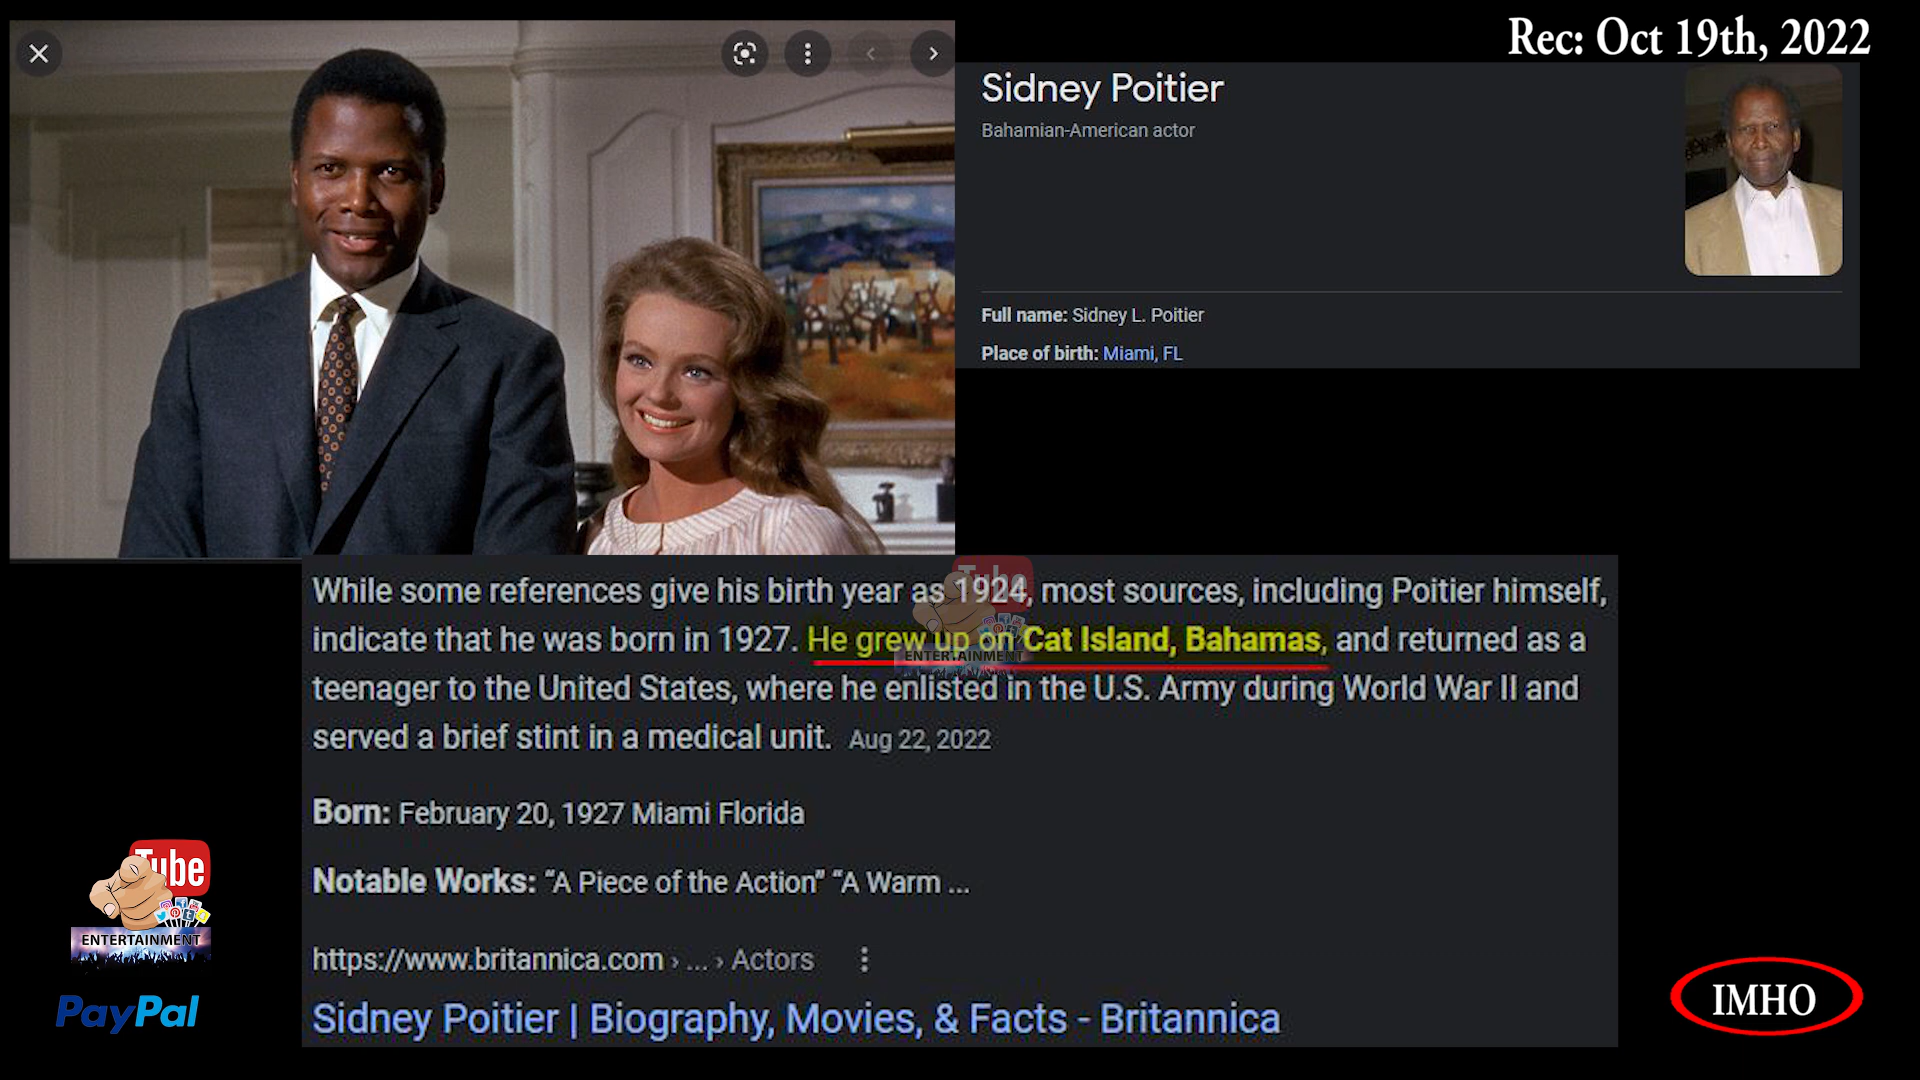 Rec: Oct 19th, 2022
Sidney Poitier
Bahamian-American actor
Full name: Sidney L. Poitier
Place of birth: Miami, FL
While some references give his birth year as 1924, most sources, including Poitier himself,
indicate that he was born in 1927. He grew up on Cat Island, Bahamas, and returned as a
teenager to the United States, where he enlisted in the U.S. Army during World War II and
served a brief stint in a medical unit. Aug 22, 2022
Tube
ENTERTAINMENT
Born: February 20, 1927 Miami Florida
Notable Works: “A Piece of the Action” “A Warm ...
https://www.britannica.com › ... › Actors
Sidney Poitier | Biography, Movies, & Facts - Britannica
Tube
ENTERTAINMENT
PayPal
IMHO